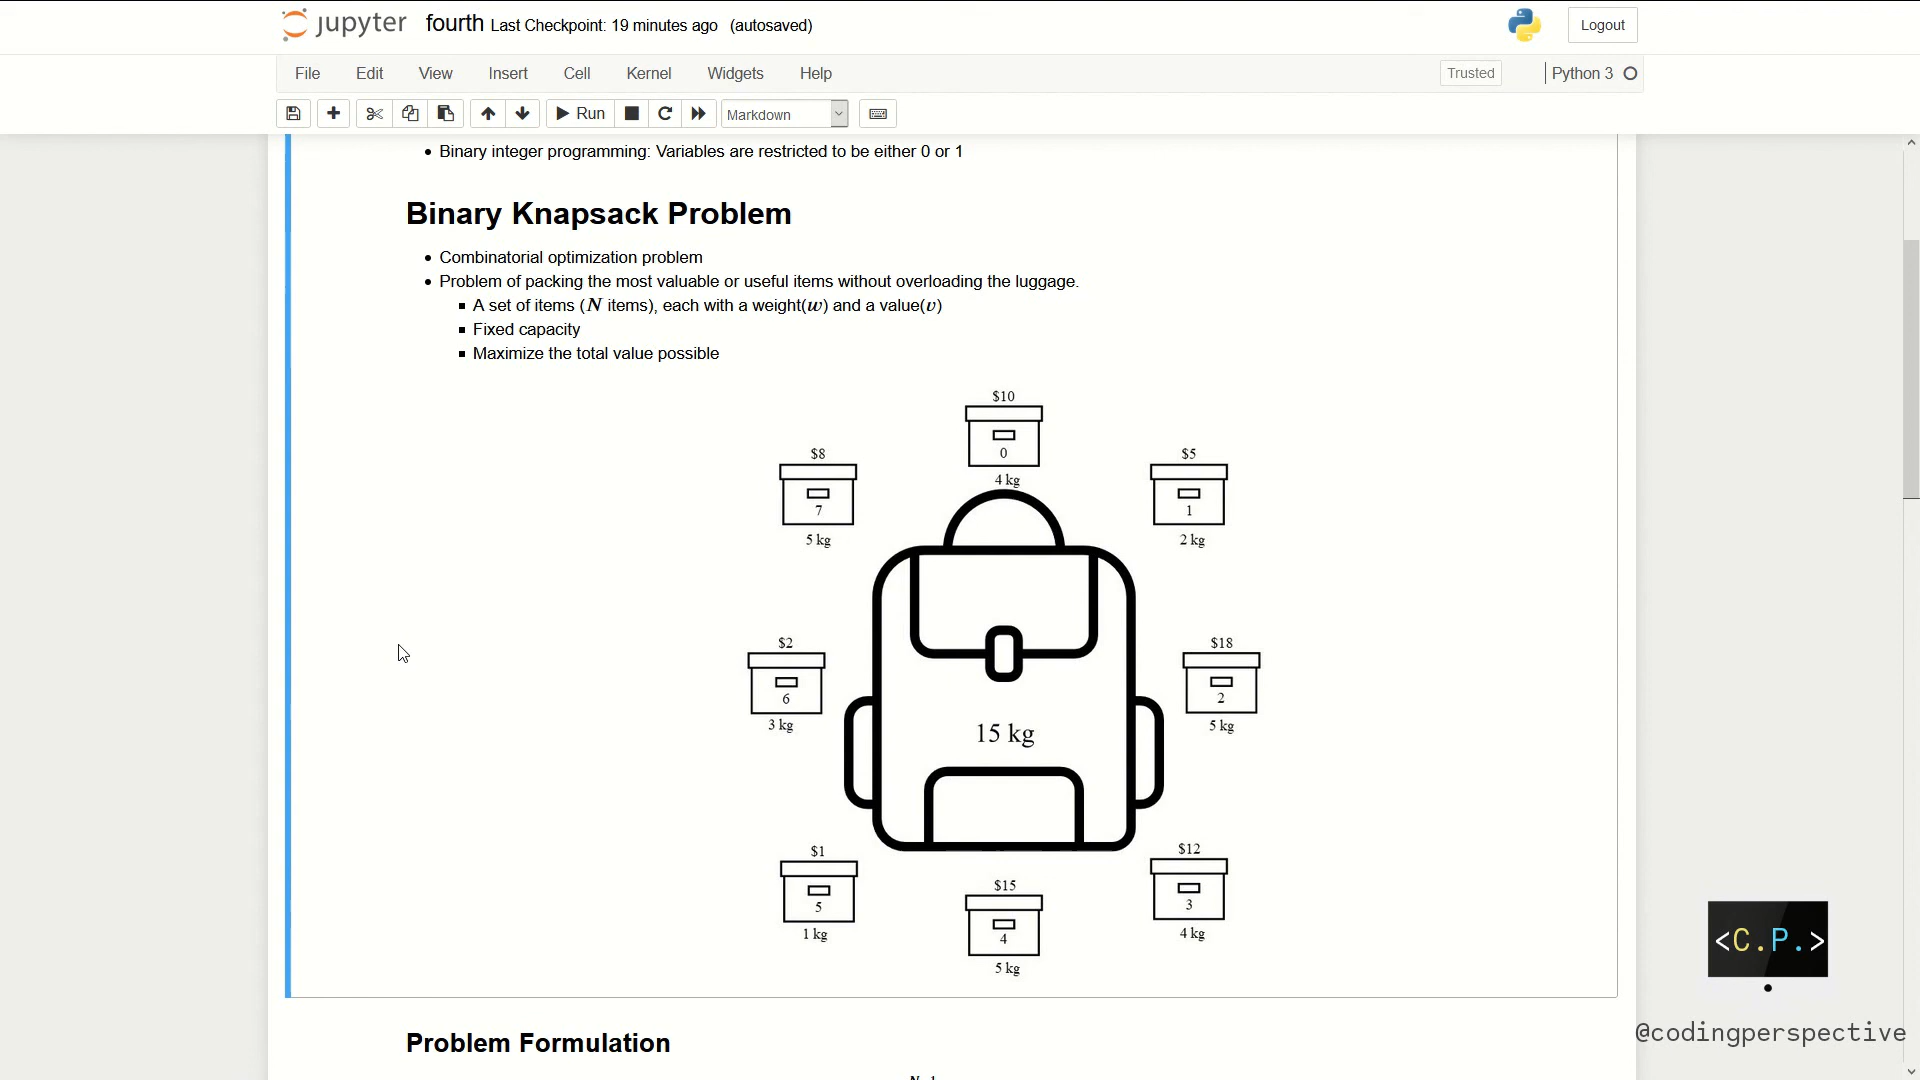 jupyter fourth Last Checkpoint: 19 minutes ago (autosaved) Logout
File Edit View Insert Cell Kernel Widgets Help Trusted Python 3
Run Markdown
Binary integer programming: Variables are restricted to be either 0 or 1
Binary Knapsack Problem
Combinatorial optimization problem
Problem of packing the most valuable or useful items without overloading the luggage.
A set of items (N items), each with a weight(w) and a value(v)
Fixed capacity
Maximize the total value possible
$10
0
4 kg
$8
7
5 kg
$5
1
2 kg
$2
6
3 kg
$18
2
5 kg
15 kg
$1
5
1 kg
$15
4
5 kg
$12
3
4 kg
<C.P.>
@codingperspective
Problem Formulation